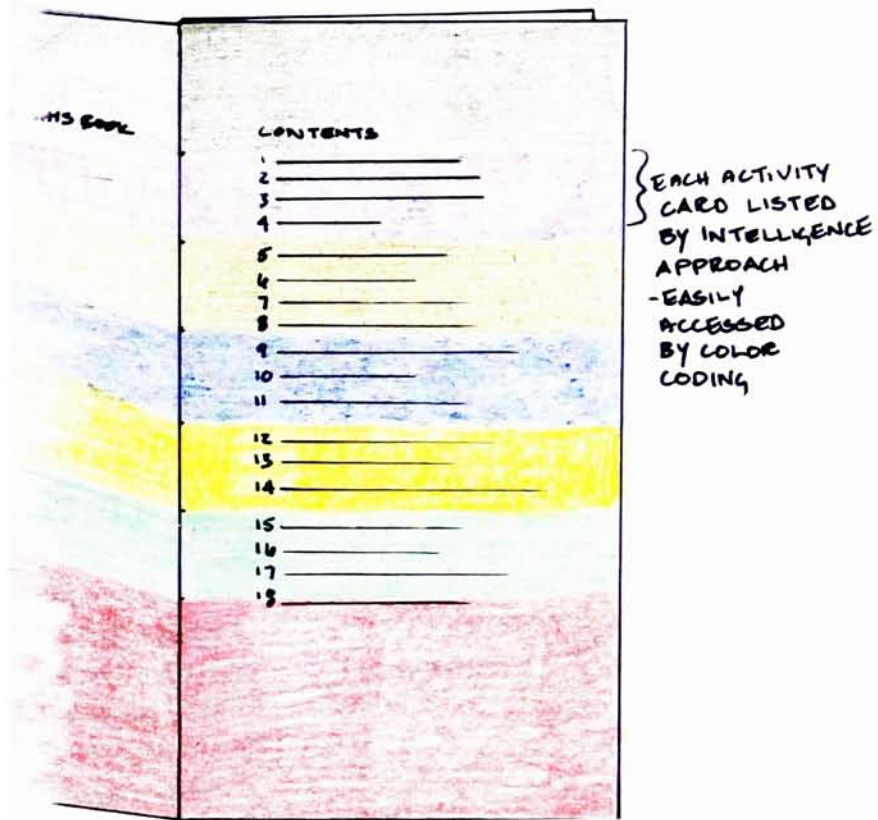 ...HS BOOK
CONTENTS
1
2
3
4
5
6
7
8
9
10
11
12
13
14
15
16
17
18
EACH ACTIVITY
CARD LISTED
BY INTELLIGENCE
APPROACH
-EASILY
ACCESSED
BY COLOR
CODING